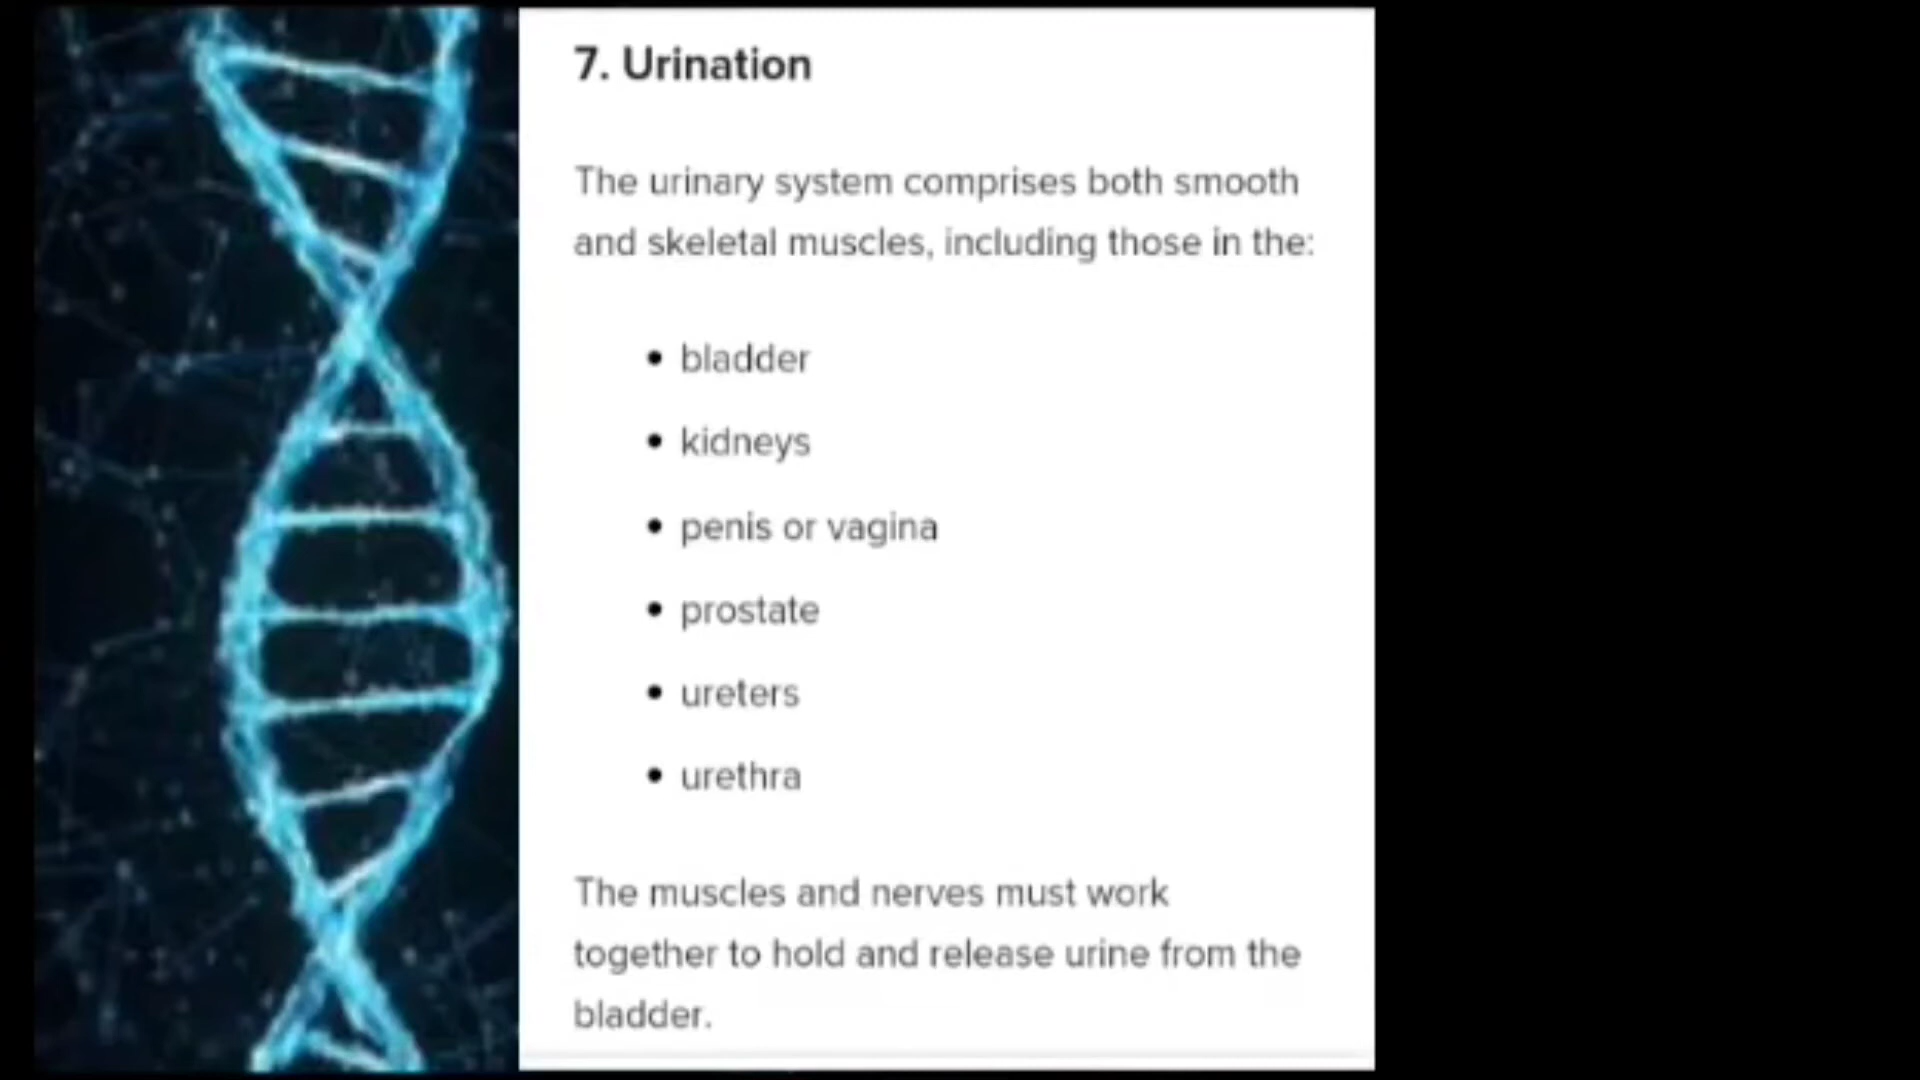 7. Urination
The urinary system comprises both smooth
and skeletal muscles, including those in the:
• bladder
• kidneys
• penis or vagina
• prostate
• ureters
• urethra
The muscles and nerves must work
together to hold and release urine from the
bladder.